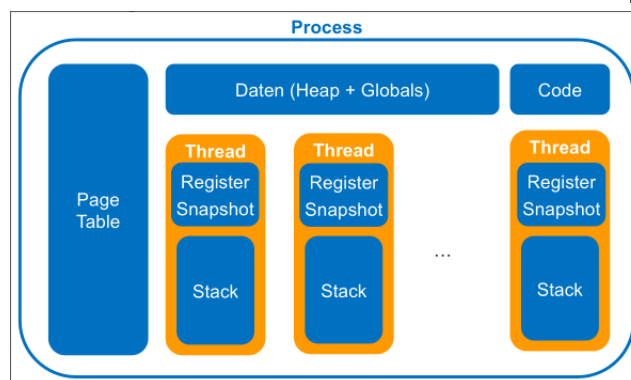 Process
Page
Table
Daten (Heap + Globals)
Code
Thread
Register
Snapshot
Stack
Thread
Register
Snapshot
Stack
...
Thread
Register
Snapshot
Stack